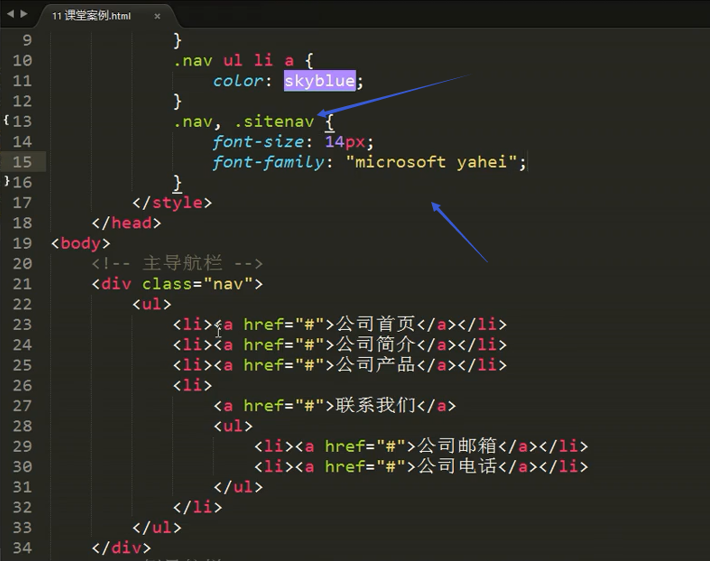 11 课堂案例.html ×
9 }
10 .nav ul li a {
11 color: skyblue;
12 }
{13 .nav, .sitenav {
14 font-size: 14px;
15 font-family: "microsoft yahei";
}16 }
17 </style>
18 </head>
19 <body>
20 <!-- 主导航栏 -->
21 <div class="nav">
22 <ul>
23 <li><a href="#">公司首页</a></li>
24 <li><a href="#">公司简介</a></li>
25 <li><a href="#">公司产品</a></li>
26 <li>
27 <a href="#">联系我们</a>
28 <ul>
29 <li><a href="#">公司邮箱</a></li>
30 <li><a href="#">公司电话</a></li>
31 </ul>
32 </li>
33 </ul>
34 </div>